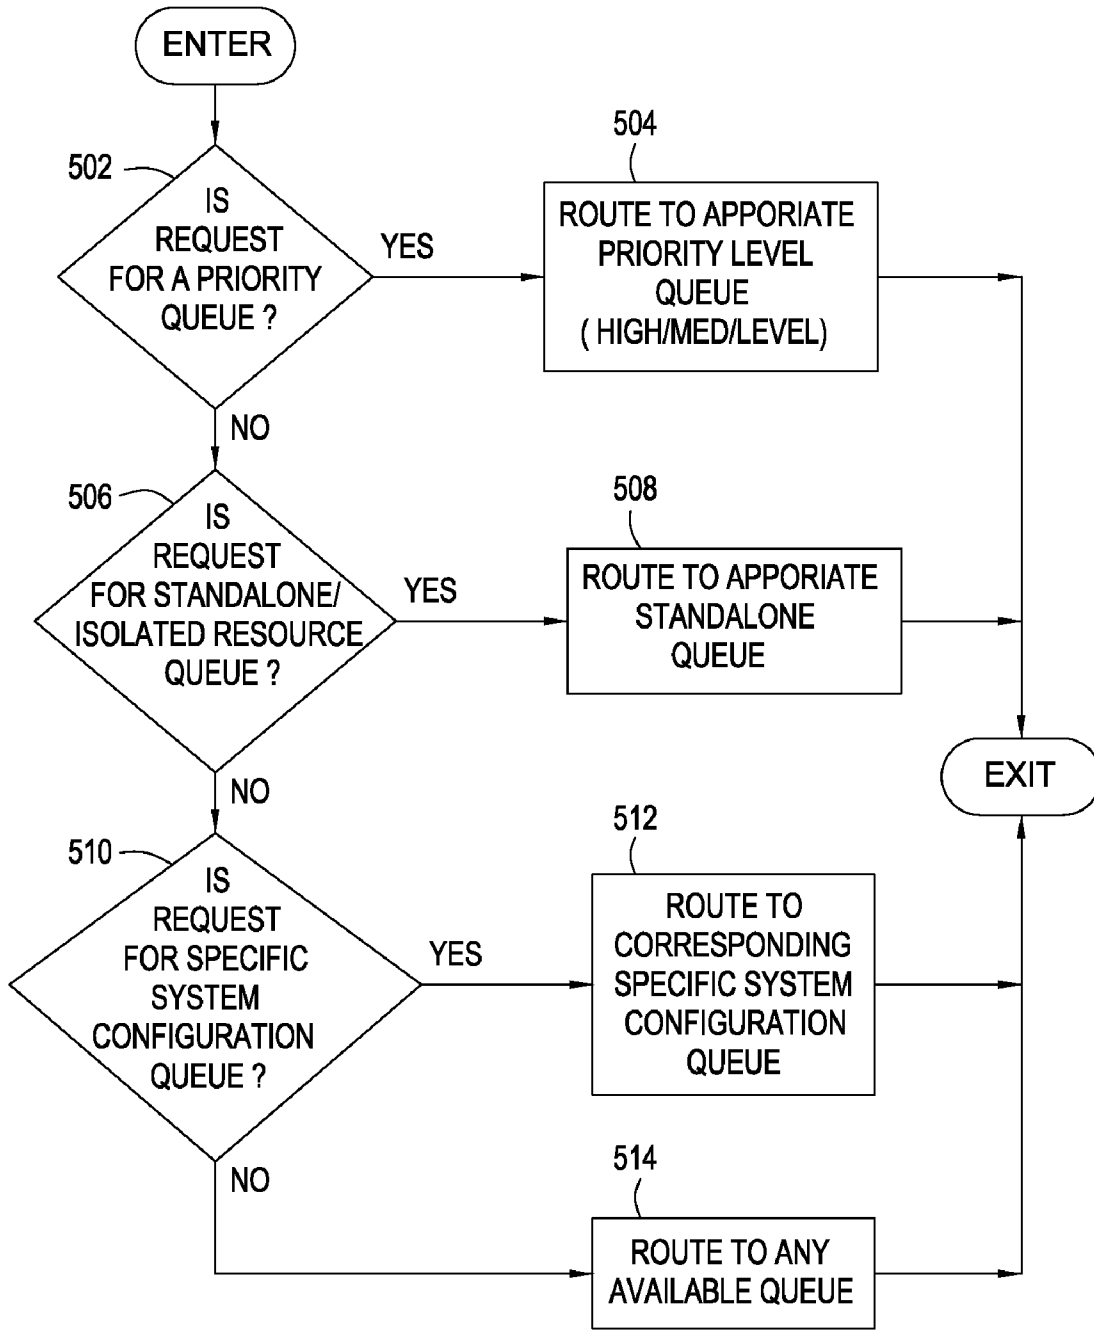 ENTER
502
IS
REQUEST
FOR A PRIORITY
QUEUE ?
YES
504
ROUTE TO APPORIATE
PRIORITY LEVEL
QUEUE
( HIGH/MED/LEVEL)
NO
506
IS
REQUEST
FOR STANDALONE/
ISOLATED RESOURCE
QUEUE ?
YES
508
ROUTE TO APPORIATE
STANDALONE
QUEUE
EXIT
NO
510
IS
REQUEST
FOR SPECIFIC
SYSTEM
CONFIGURATION
QUEUE ?
YES
512
ROUTE TO
CORRESPONDING
SPECIFIC SYSTEM
CONFIGURATION
QUEUE
NO
514
ROUTE TO ANY
AVAILABLE QUEUE